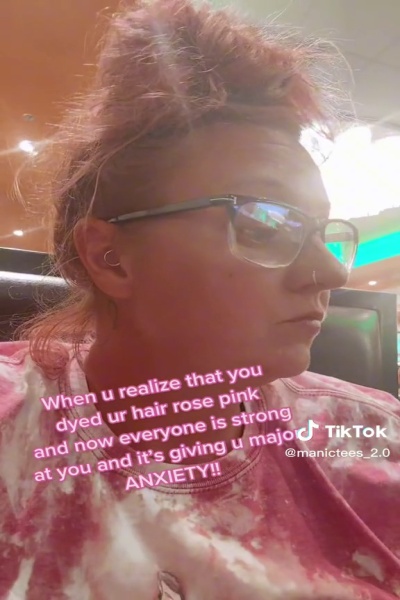 When u realize that you
dyed ur hair rose pink
and now everyone is strong
at you and it's giving u major
ANXIETY!!
TikTok
@manictees_2.0